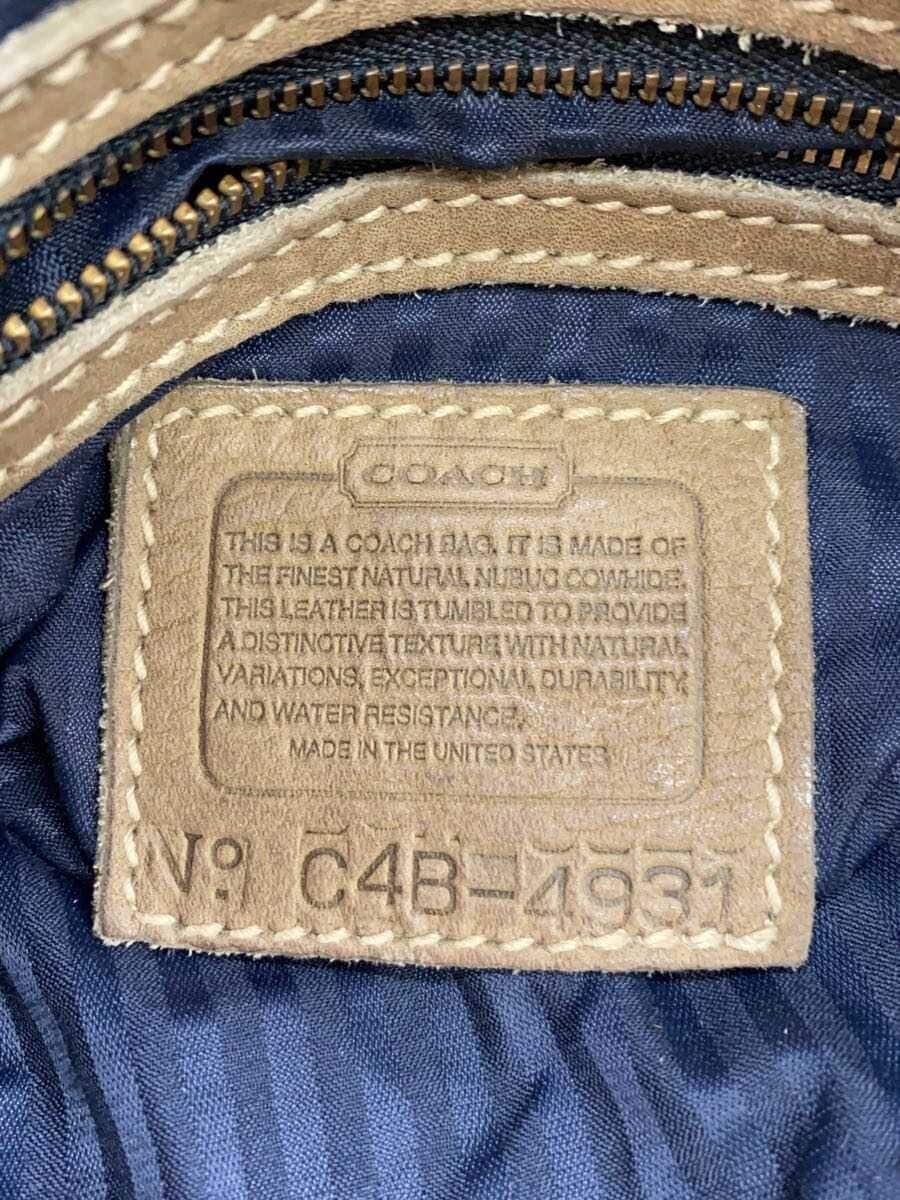 COACH
THIS IS A COACH BAG. IT IS MADE OF
THE FINEST NATURAL NUBUC COWHIDE.
THIS LEATHER IS TUMBLED TO PROVIDE
A DISTINCTIVE TEXTURE WITH NATURAL
VARIATIONS, EXCEPTIONAL DURABILITY,
AND WATER RESISTANCE.
MADE IN THE UNITED STATES
Nº C4B-4931